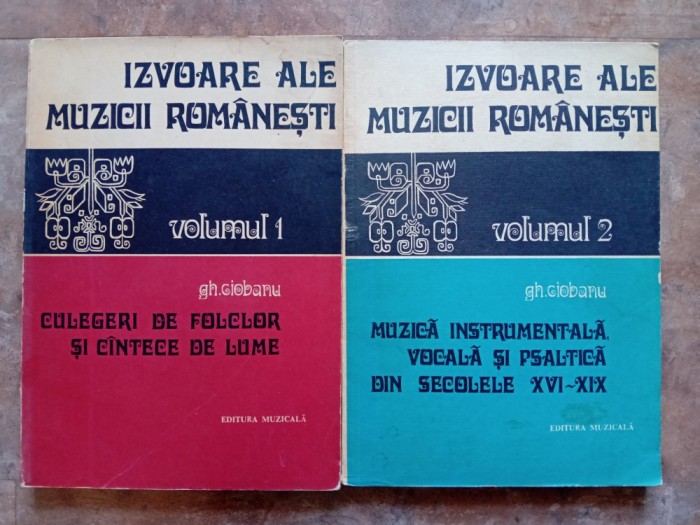 IZVOARE ALE
MUZICII ROMÂNEȘTI
volumul 1
gh.ciobanu
CULEGERI DE FOLCLOR
ȘI CÎNTECE DE LUME
EDITURA MUZICALĂ
IZVOARE ALE
MUZICII ROMÂNEȘTI
volumul 2
gh.ciobanu
MUZICĂ INSTRUMENTALĂ,
VOCALĂ ȘI PSALTICĂ
DIN SECOLELE XVI~XIX
EDITURA MUZICALĂ